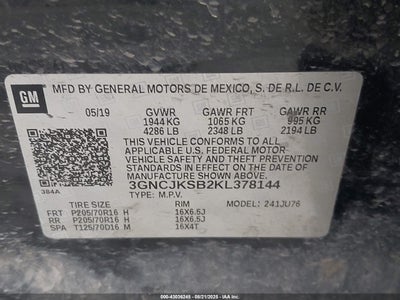 GM
MFD BY GENERAL MOTORS DE MEXICO, S. DE R.L. DE C.V.
05/19 GVWR GAWR FRT GAWR RR
1944 KG 1065 KG 995 KG
4286 LB 2348 LB 2194 LB
THIS VEHICLE CONFORMS TO ALL
APPLICABLE U.S. FEDERAL MOTOR
VEHICLE SAFETY AND THEFT PREVENTION
STANDARDS IN EFFECT ON THE DATE OF
MANUFACTURE SHOWN ABOVE.
384A
3GNCJKSB2KL378144
TYPE: M.P.V.
TIRE SIZE RIM MODEL: 241JU76
FRT P205/70R16 H 16X6.5J
RR P205/70R16 H 16X6.5J
SPA T125/70D16 M 16X4T